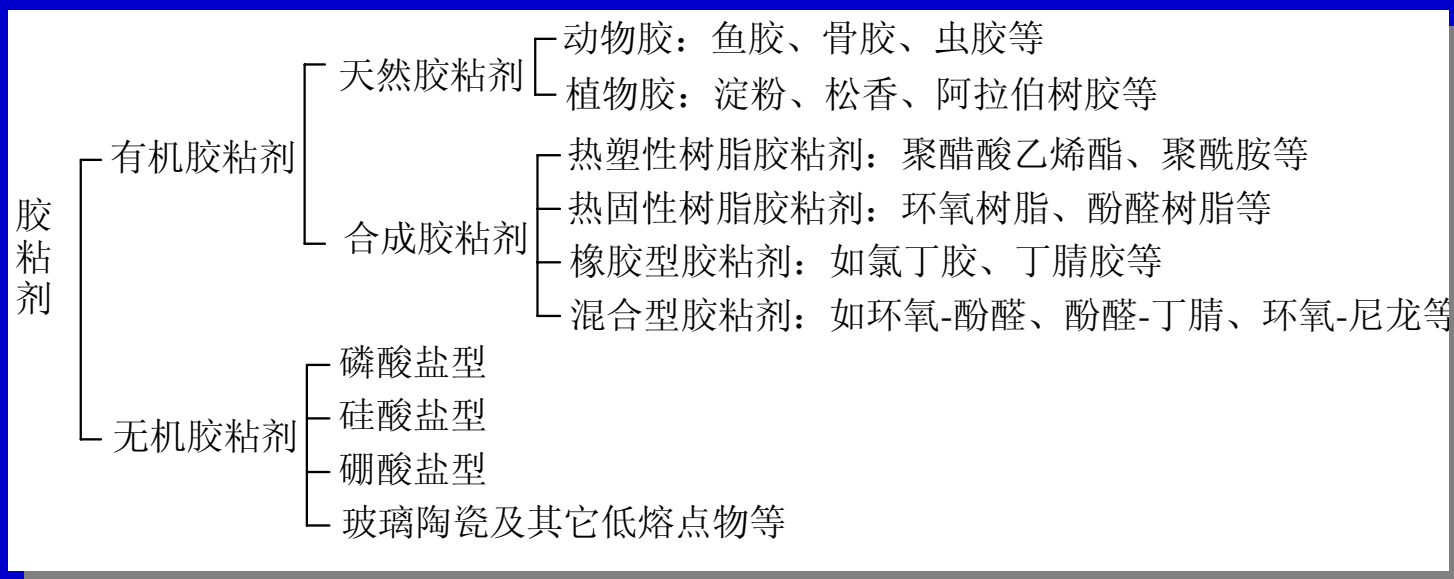 胶粘剂
有机胶粘剂
天然胶粘剂
动物胶：鱼胶、骨胶、虫胶等
植物胶：淀粉、松香、阿拉伯树胶等
合成胶粘剂
热塑性树脂胶粘剂：聚醋酸乙烯酯、聚酰胺等
热固性树脂胶粘剂：环氧树脂、酚醛树脂等
橡胶型胶粘剂：如氯丁胶、丁腈胶等
混合型胶粘剂：如环氧-酚醛、酚醛-丁腈、环氧-尼龙等
无机胶粘剂
磷酸盐型
硅酸盐型
硼酸盐型
玻璃陶瓷及其它低熔点物等